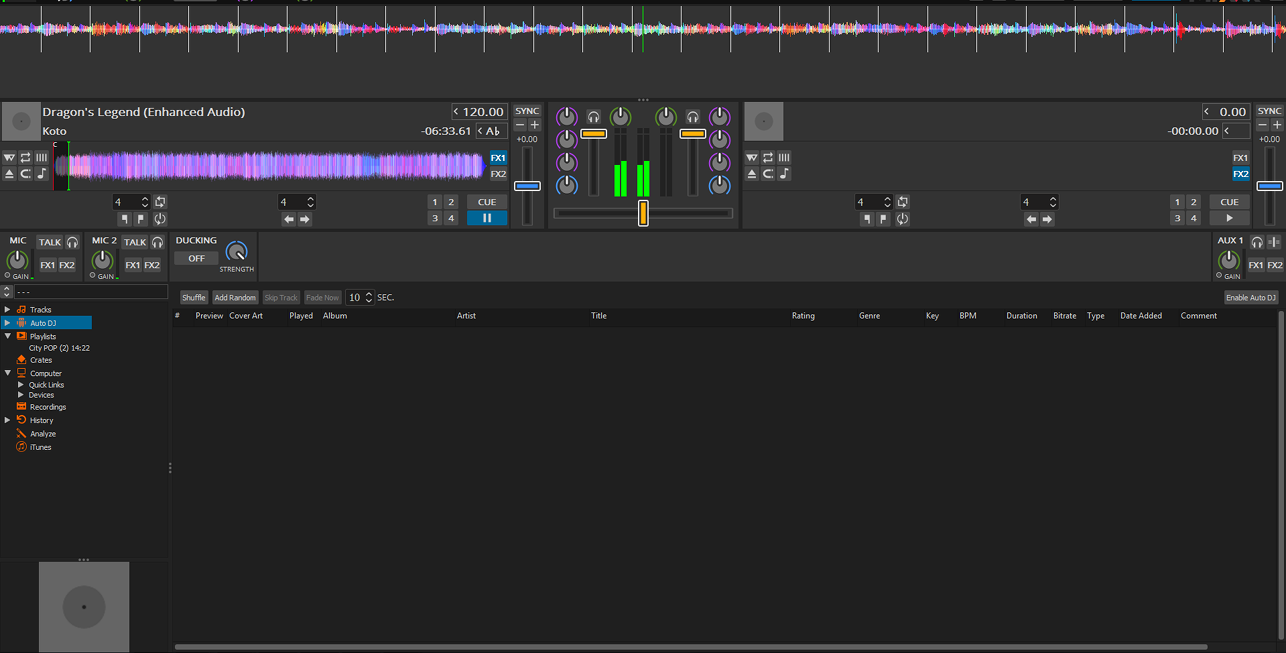 Dragon's Legend (Enhanced Audio)
120.00
SYNC
0.00
SYNC
Koto
-06:33.61
A♭
+0.00
-00:00.00
+0.00
C
FX1
FX2
FX1
FX2
4
4
1 2
CUE
3 4
4
4
1 2
CUE
3 4
MIC
TALK
MIC 2
TALK
DUCKING
OFF
STRENGTH
GAIN
FX1 FX2
GAIN
FX1 FX2
AUX 1
GAIN
FX1 FX2
---
Shuffle
Add Random
Skip Track
Fade Now
10
SEC.
Enable Auto DJ
# Preview Cover Art Played Album Artist Title Rating Genre Key BPM Duration Bitrate Type Date Added Comment
Tracks
Auto DJ
Playlists
City POP (2) 14:22
Crates
Computer
Quick Links
Devices
Recordings
History
Analyze
iTunes